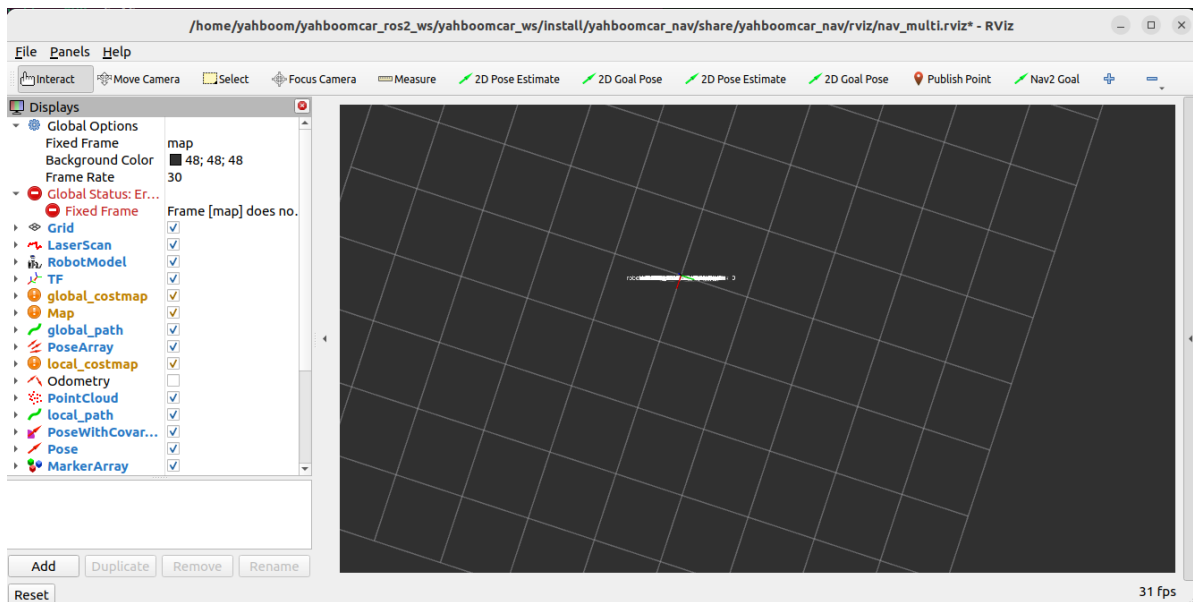 /home/yahboom/yahboomcar_ros2_ws/yahboomcar_ws/install/yahboomcar_nav/share/yahboomcar_nav/rviz/nav_multi.rviz* - RViz
File Panels Help
Interact Move Camera Select Focus Camera Measure 2D Pose Estimate 2D Goal Pose 2D Pose Estimate 2D Goal Pose Publish Point Nav2 Goal
Displays
Global Options
Fixed Frame map
Background Color 48; 48; 48
Frame Rate 30
Global Status: Er...
Fixed Frame Frame [map] does no.
Grid
LaserScan
RobotModel
TF
global_costmap
Map
global_path
PoseArray
local_costmap
Odometry
PointCloud
local_path
PoseWithCovar...
Pose
MarkerArray
Add Duplicate Remove Rename
Reset 31 fps